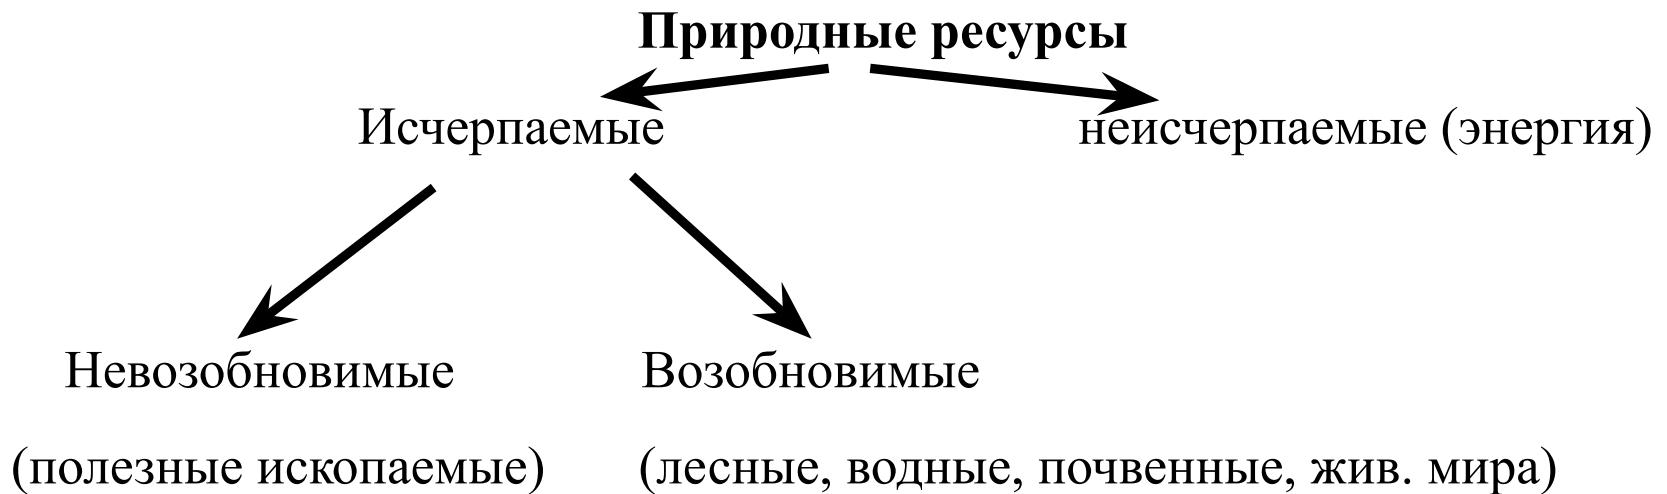 Природные ресурсы
Исчерпаемые неисчерпаемые (энергия)
Невозобновимые Возобновимые
(полезные ископаемые) (лесные, водные, почвенные, жив. мира)